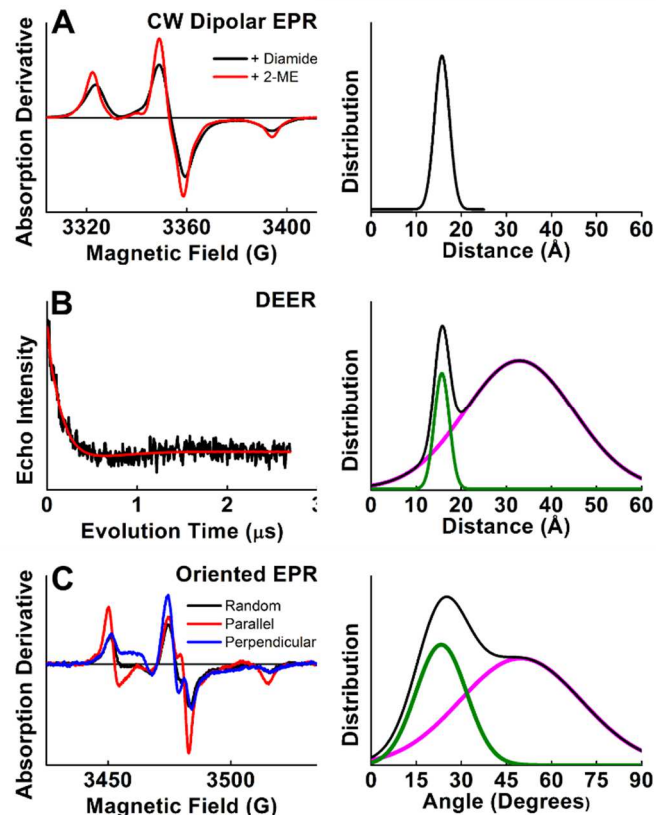 A
CW Dipolar EPR
+ Diamide
+ 2-ME
Absorption Derivative
3320 3360 3400
Magnetic Field (G)
Distribution
0 10 20 30 40 50 60
Distance (Å)
B
DEER
Echo Intensity
0 1 2 3
Evolution Time (μs)
Distribution
0 10 20 30 40 50 60
Distance (Å)
C
Oriented EPR
Random
Parallel
Perpendicular
Absorption Derivative
3450 3500
Magnetic Field (G)
Distribution
0 15 30 45 60 75 90
Angle (Degrees)